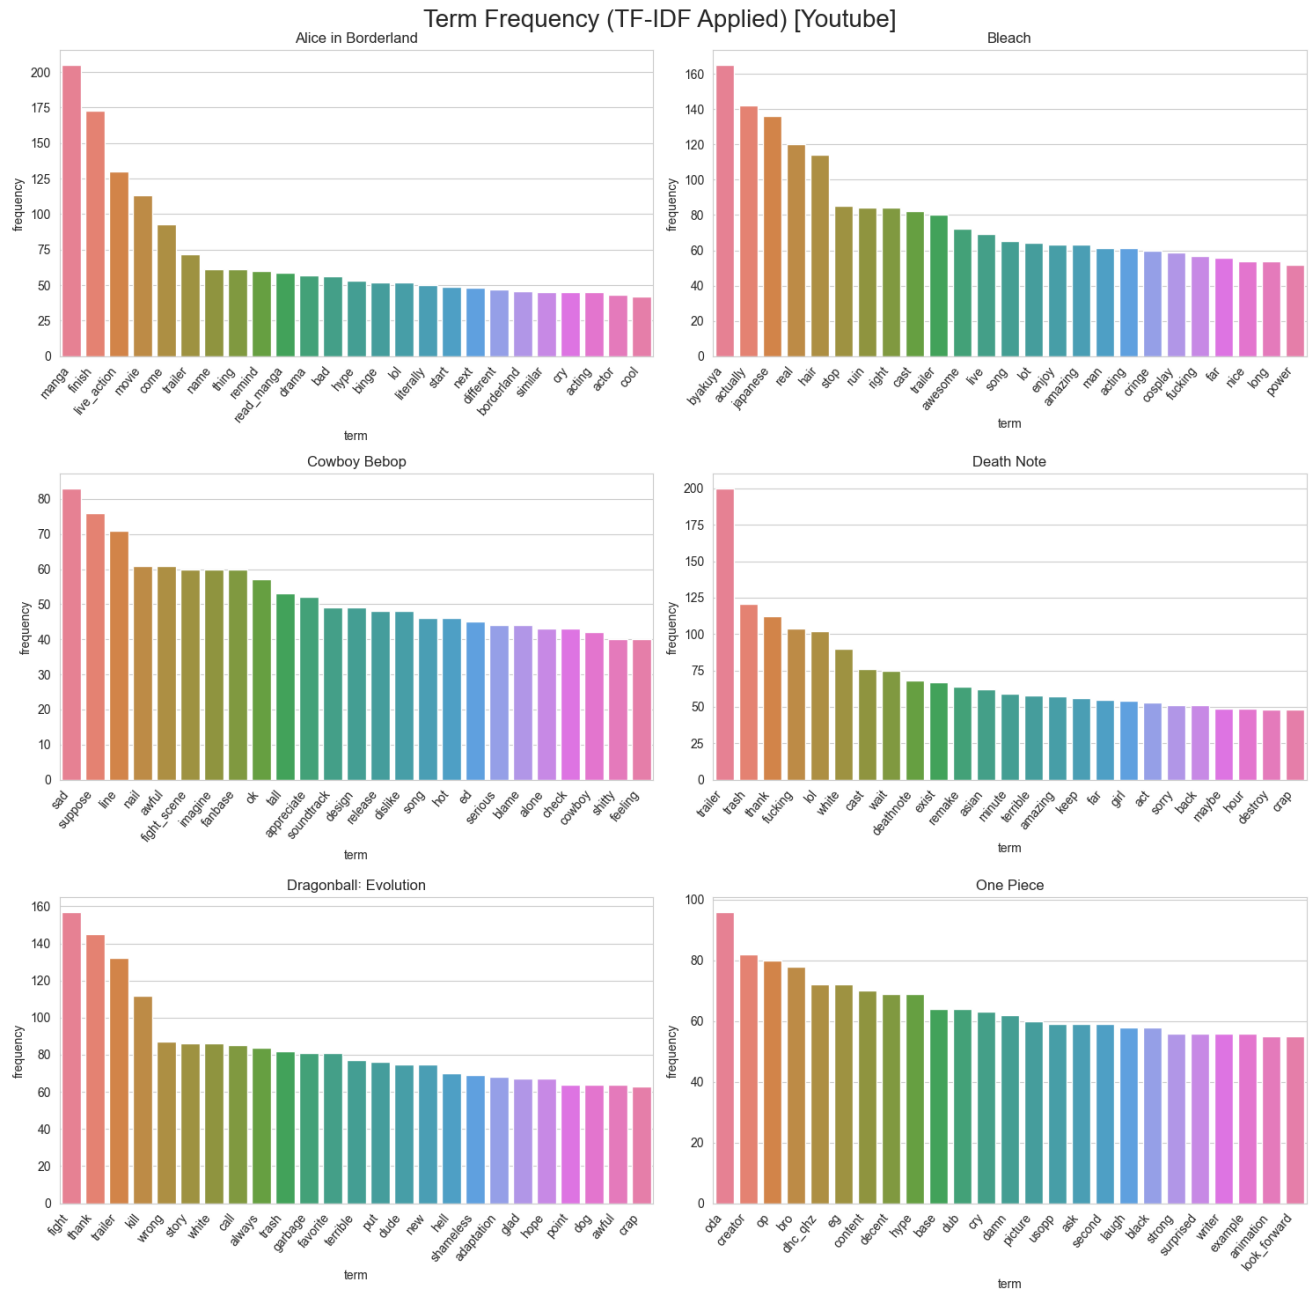 Term Frequency (TF-IDF Applied) [Youtube]
Alice in Borderland
frequency
200
175
150
125
100
75
50
25
0
manga finish live_action movie come trailer name thing remind read_manga drama bad hype binge lol literally start next different borderland similar cry acting actor cool
term
Bleach
frequency
160
140
120
100
80
60
40
20
0
byakuya actually japanese real hair stop ruin right cast trailer awesome live song lot enjoy amazing man acting cringe cosplay fucking far nice long power
term
Cowboy Bebop
frequency
80
70
60
50
40
30
20
10
0
sad suppose line nail awful fight_scene imagine fanbase ok tall appreciate soundtrack design release dislike song hot ed serious blame alone check cowboy shitty feeling
term
Death Note
frequency
200
175
150
125
100
75
50
25
0
trailer trash thank fucking lol white cast wait deathnote exist remake asian minute terrible amazing keep far girl act sorry back maybe hour destroy crap
term
Dragonball: Evolution
frequency
160
140
120
100
80
60
40
20
0
fight thank trailer kill wrong story white call always trash garbage favorite terrible put dude new hell shameless adaptation glad hope point dog awful crap
term
One Piece
frequency
100
80
60
40
20
0
oda creator op bro dhc_qhz eg content decent hype base dub cry damn picture usopp ask second laugh black strong surprised writer example animation look_forward
term